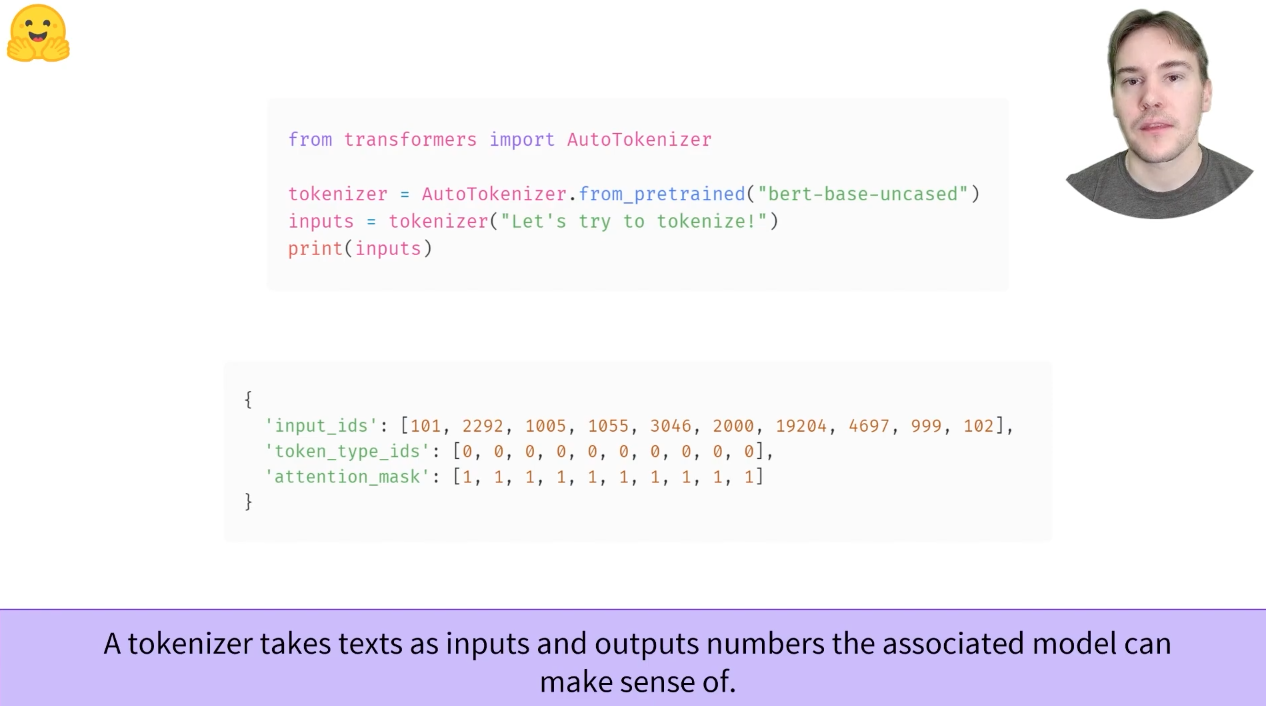 from transformers import AutoTokenizer
tokenizer = AutoTokenizer.from_pretrained("bert-base-uncased")
inputs = tokenizer("Let's try to tokenize!")
print(inputs)
{
  'input_ids': [101, 2292, 1005, 1055, 3046, 2000, 19204, 4697, 999, 102],
  'token_type_ids': [0, 0, 0, 0, 0, 0, 0, 0, 0, 0],
  'attention_mask': [1, 1, 1, 1, 1, 1, 1, 1, 1, 1]
}
A tokenizer takes texts as inputs and outputs numbers the associated model can
make sense of.